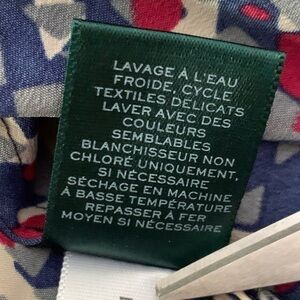 LAVAGE À L'EAU
FROIDE, CYCLE
TEXTILES DÉLICATS
LAVER AVEC DES
COULEURS
SEMBLABLES
BLANCHISSEUR NON
CHLORÉ UNIQUEMENT,
SI NÉCESSAIRE
SÉCHAGE EN MACHINE
À BASSE TEMPÉRATURE
REPASSER À FER
MOYEN SI NÉCESSAIRE